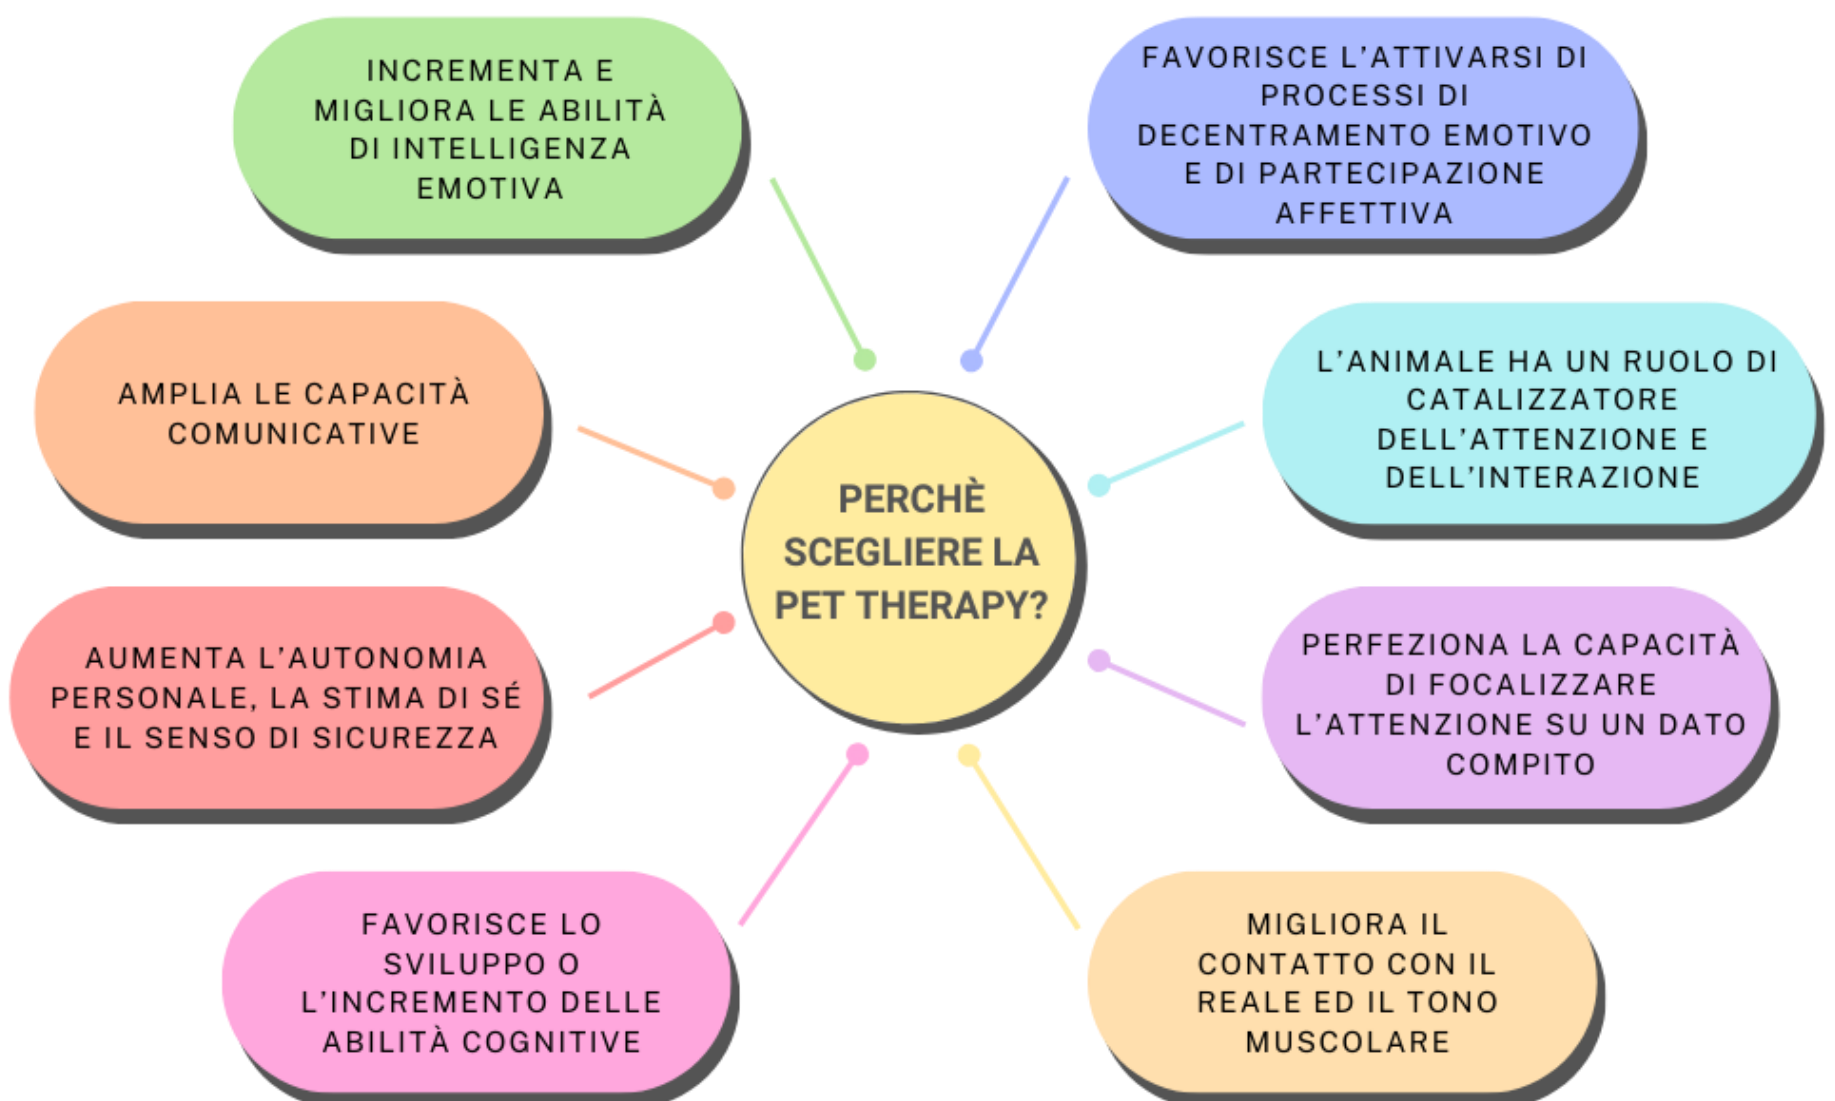 INCREMENTA E
MIGLIORA LE ABILITÀ
DI INTELLIGENZA
EMOTIVA
FAVORISCE L'ATTIVARSI DI
PROCESSI DI
DECENTRAMENTO EMOTIVO
E DI PARTECIPAZIONE
AFFETTIVA
AMPLIA LE CAPACITÀ
COMUNICATIVE
L'ANIMALE HA UN RUOLO DI
CATALIZZATORE
DELL'ATTENZIONE E
DELL'INTERAZIONE
PERCHÈ
SCEGLIERE LA
PET THERAPY?
AUMENTA L'AUTONOMIA
PERSONALE, LA STIMA DI SÉ
E IL SENSO DI SICUREZZA
PERFEZIONA LA CAPACITÀ
DI FOCALIZZARE
L'ATTENZIONE SU UN DATO
COMPITO
FAVORISCE LO
SVILUPPO O
L'INCREMENTO DELLE
ABILITÀ COGNITIVE
MIGLIORA IL
CONTATTO CON IL
REALE ED IL TONO
MUSCOLARE